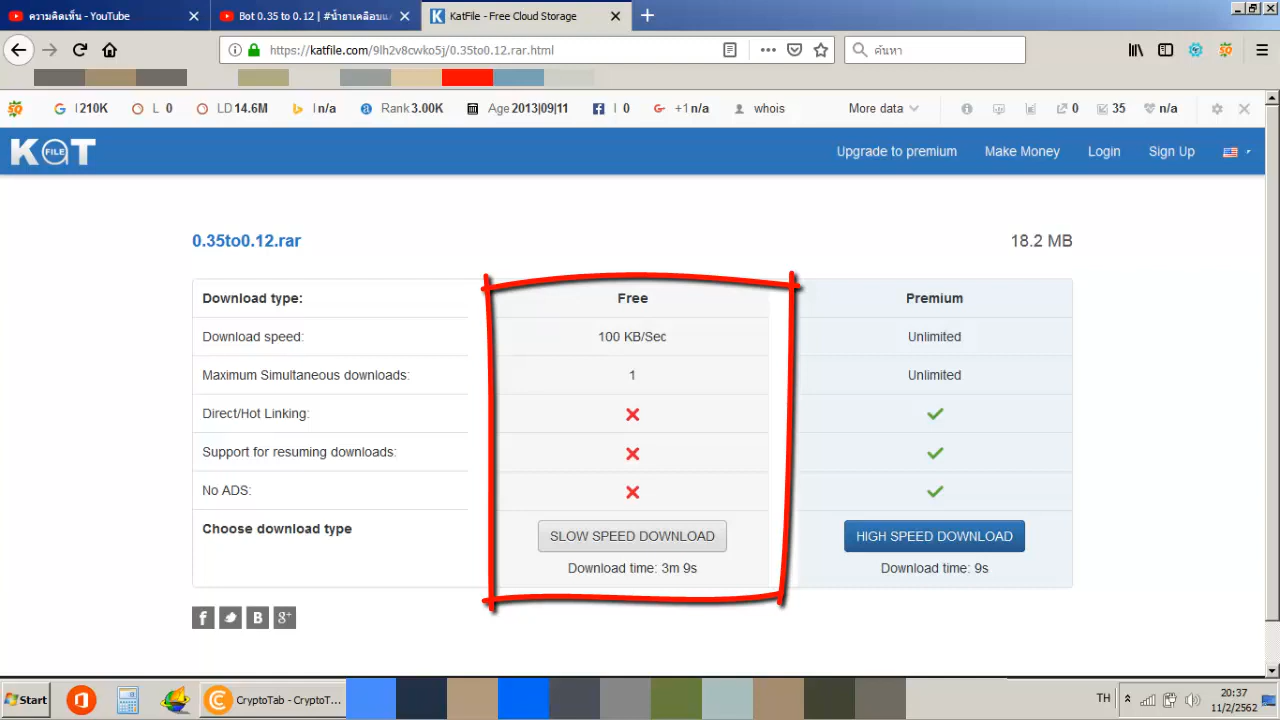 ความคิดเห็น - YouTube
Bot 0.35 to 0.12 | #น้ำยาเคลือบแก
KatFile - Free Cloud Storage
https://katfile.com/9lh2v8cwko5j/0.35to0.12.rar.html
ค้นหา
I 210K L 0 LD 14.6M I n/a Rank 3.00K Age 2013|09|11 I 0 +1 n/a whois More data 0 35 n/a
KAT FILE
Upgrade to premium Make Money Login Sign Up
0.35to0.12.rar 18.2 MB
Download type: Free Premium
Download speed: 100 KB/Sec Unlimited
Maximum Simultaneous downloads: 1 Unlimited
Direct/Hot Linking:
Support for resuming downloads:
No ADS:
Choose download type SLOW SPEED DOWNLOAD HIGH SPEED DOWNLOAD
Download time: 3m 9s Download time: 9s
Start CryptoTab - CryptoT... TH 20:37
11/2/2562